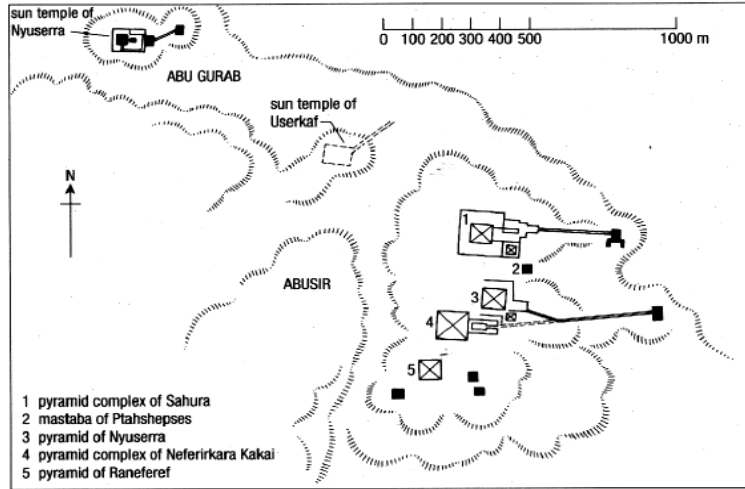 sun temple of
Nyuserra
0 100 200 300 400 500 1000 m
ABU GURAB
sun temple of
Userkaf
N
1
2
ABUSIR
3
4
5
1 pyramid complex of Sahura
2 mastaba of Ptahshepses
3 pyramid of Nyuserra
4 pyramid complex of Neferirkara Kakai
5 pyramid of Raneferef